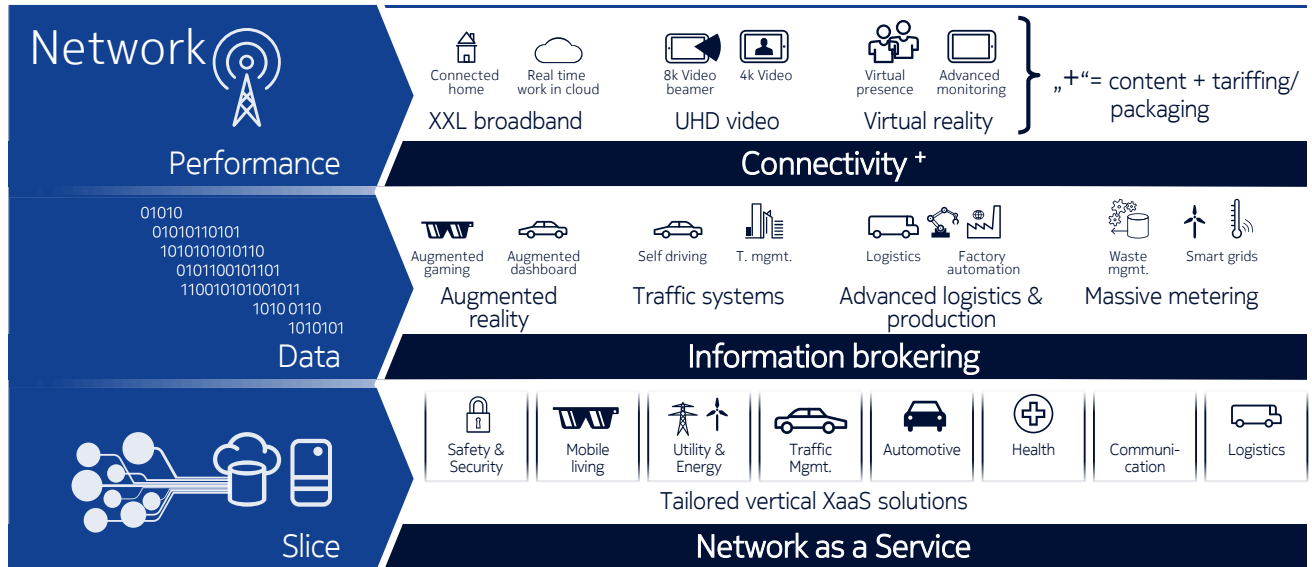 Network
Connected
home
Real time
work in cloud
XXL broadband
8k Video
beamer
4k Video
UHD video
Virtual
presence
Advanced
monitoring
Virtual reality
„+“= content + tariffing/
packaging
Performance
Connectivity +
01010
01010110101
1010101010110
0101100101101
110010101001011
1010 0110
1010101
Data
Augmented
gaming
Augmented
dashboard
Augmented
reality
Self driving
T. mgmt.
Traffic systems
Logistics
Factory
automation
Advanced logistics &
production
Waste
mgmt.
Smart grids
Massive metering
Information brokering
Safety &
Security
Mobile
living
Utility &
Energy
Traffic
Mgmt.
Automotive
Health
Communi-
cation
Logistics
Tailored vertical XaaS solutions
Slice
Network as a Service